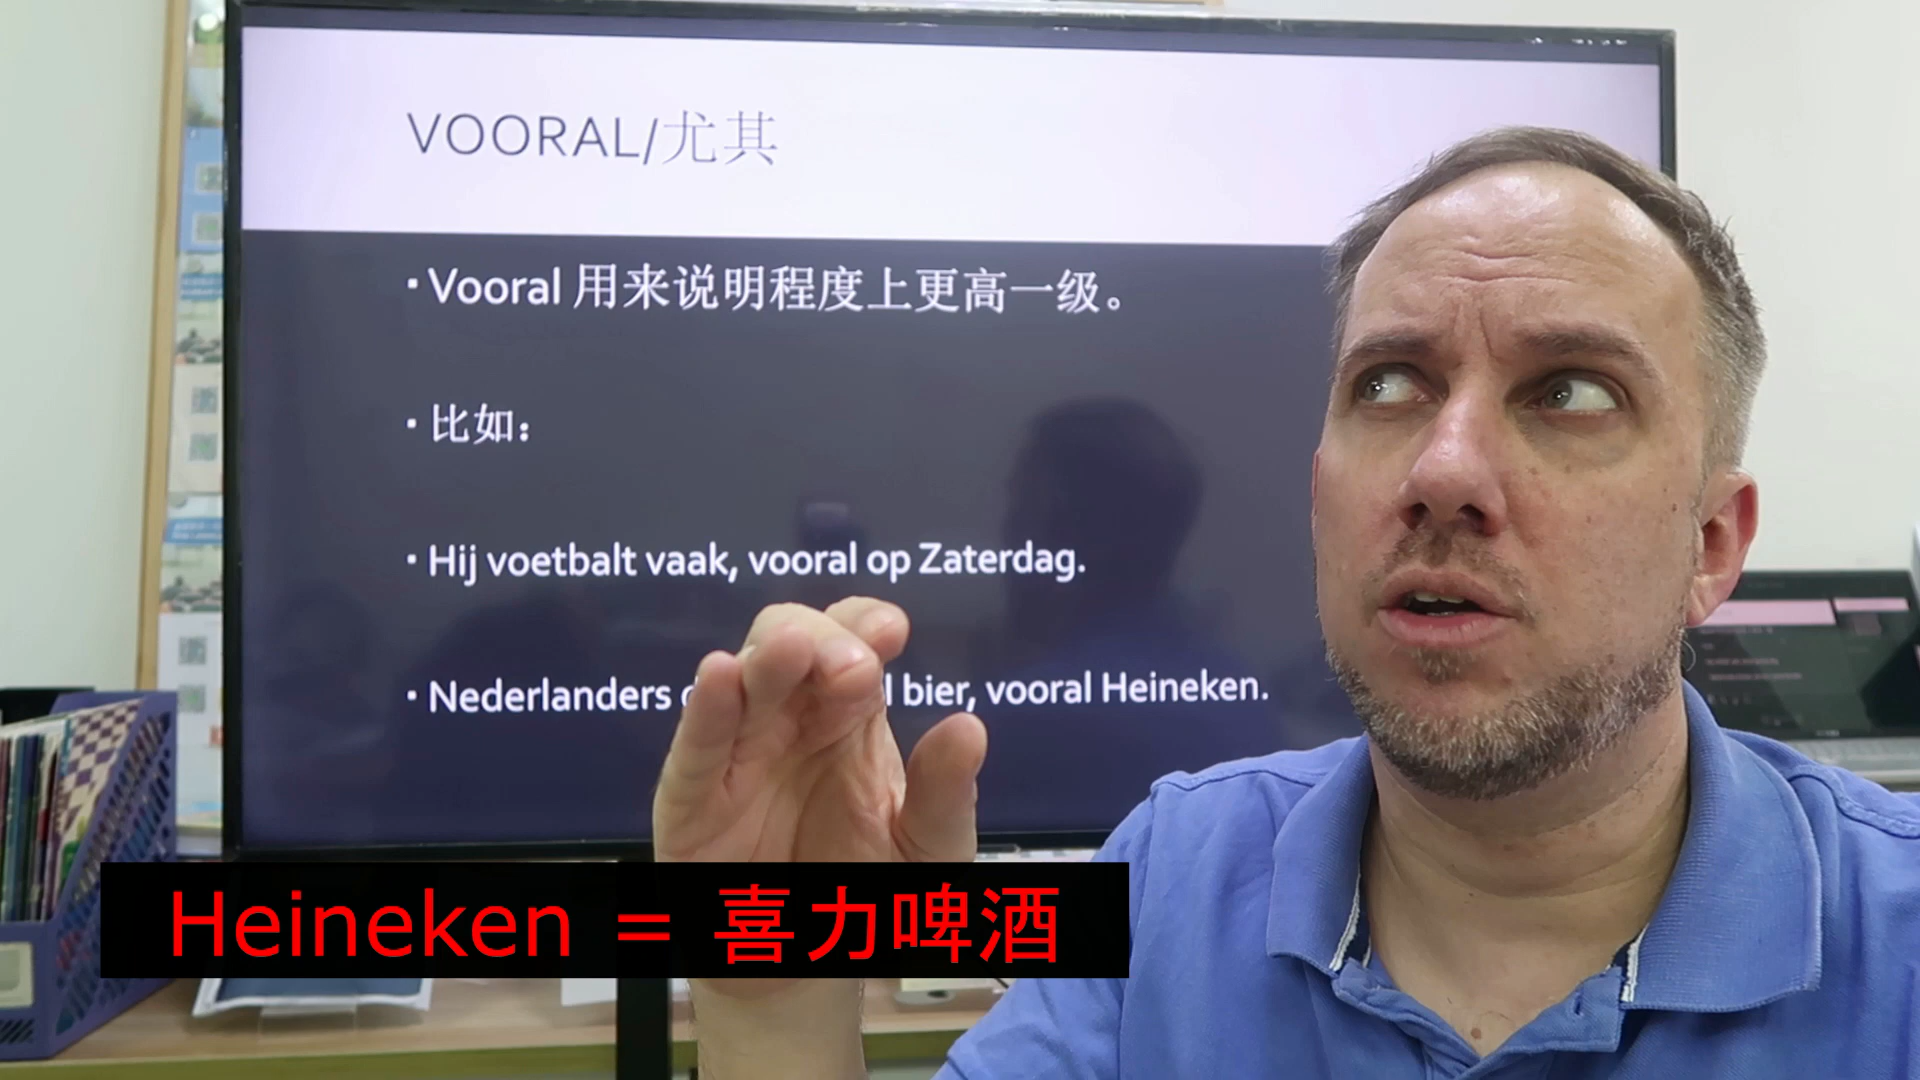 VOORAL/尤其
Vooral 用来说明程度上更高一级。
比如：
Hij voetbalt vaak, vooral op Zaterdag.
Nederlanders bier, vooral Heineken.
Heineken = 喜力啤酒